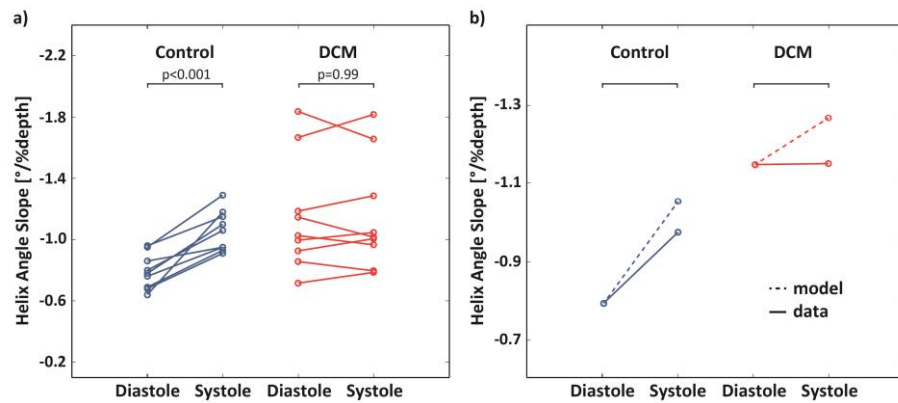 a)
Control
DCM
p<0.001
p=0.99
Helix Angle Slope [°/%depth]
-2.2
-1.8
-1.4
-1.0
-0.6
-0.2
Diastole Systole Diastole Systole
b)
Control
DCM
Helix Angle Slope [°/%depth]
-1.3
-1.1
-0.9
-0.7
model
data
Diastole Systole Diastole Systole